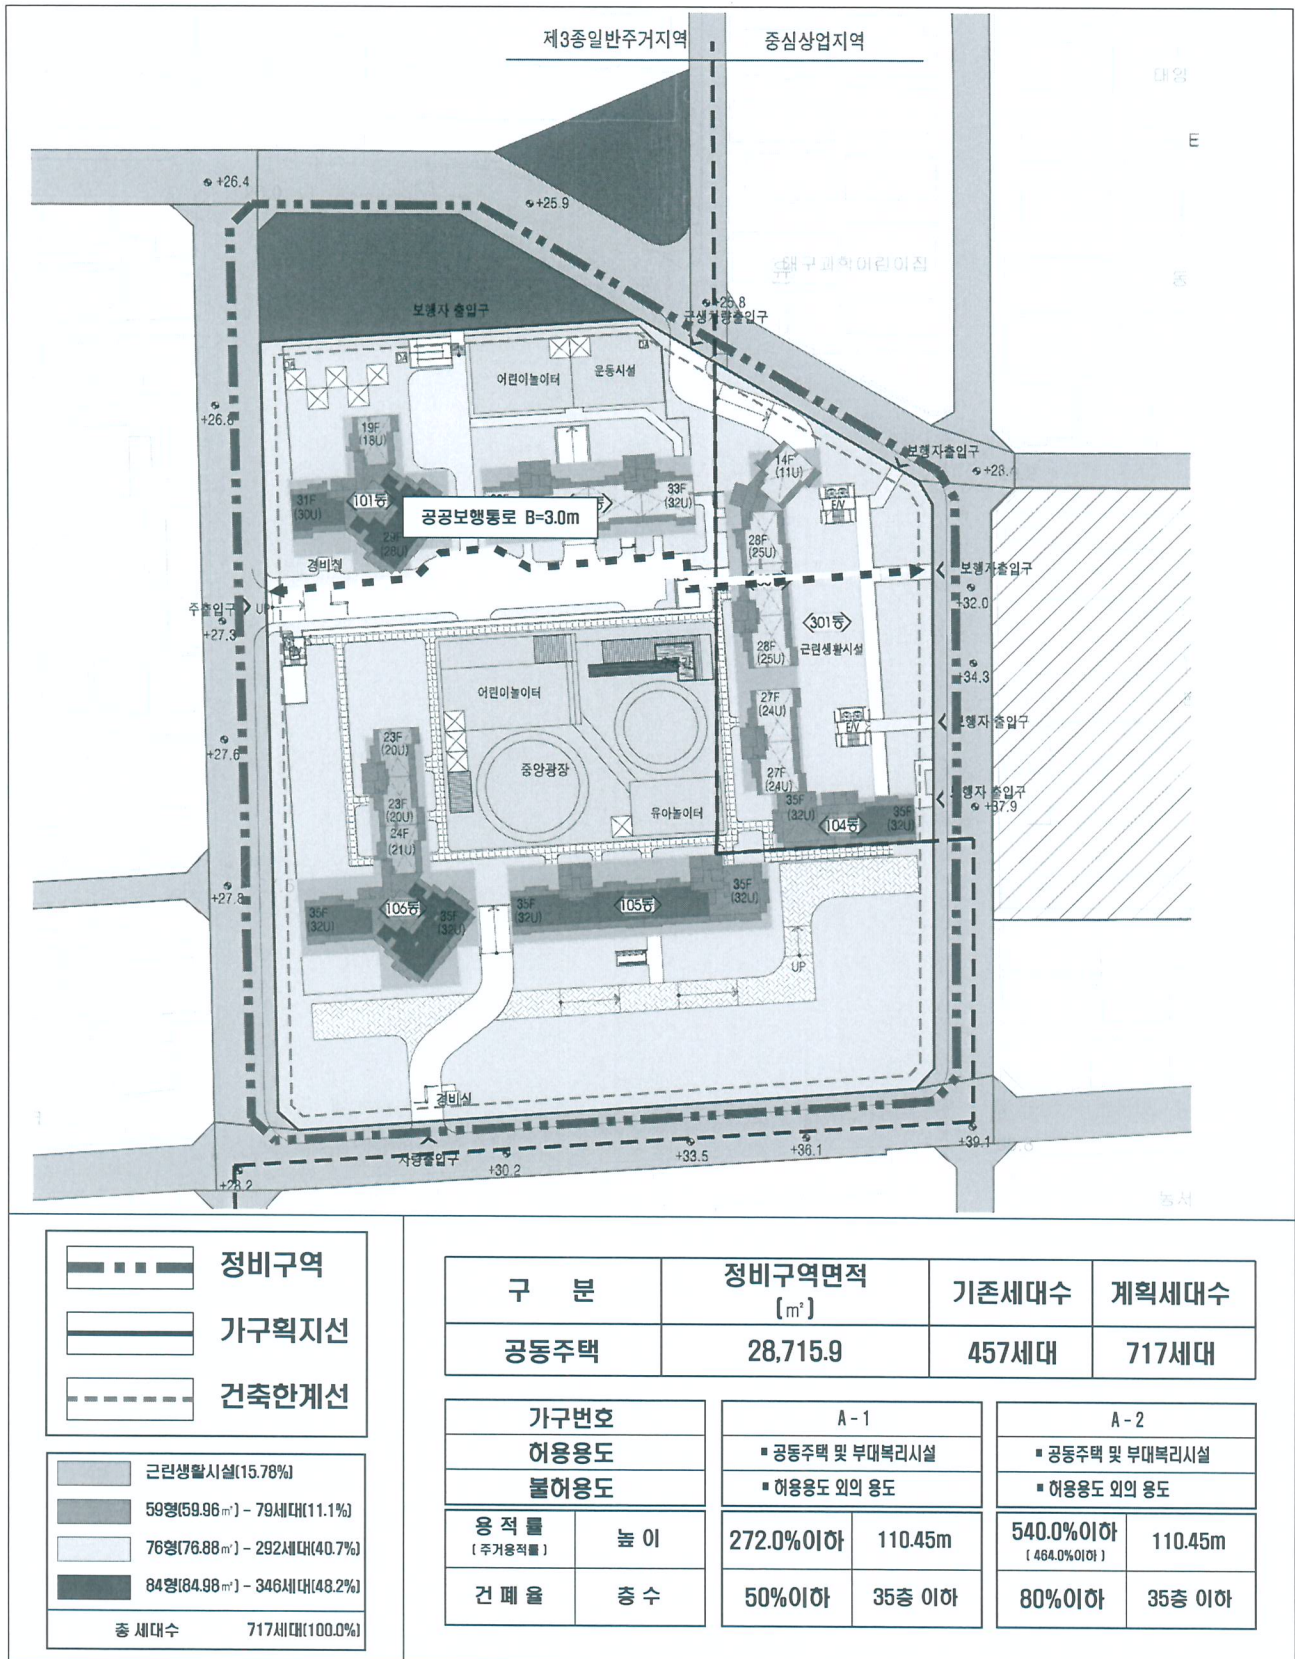 제3종일반주거지역
중심상업지역
+26.4
+25.9
+25.8
근생차량출입구
보행자 출입구
DA
DA
DA
어린이놀이터
운동시설
+26.8
보행자출입구
+28.4
19F
(18U)
31F
(30U)
101동
(28U)
33F
(32U)
14F
(11U)
E/V
공공보행통로 B=3.0m
28F
(25U)
경비실
보행자출입구
+32.0
주출입구
UP
+27.3
301동
근린생활시설
28F
(25U)
+34.3
어린이놀이터
27F
(24U)
E/V
보행자 출입구
+27.6
23F
(20U)
중앙광장
27F
(24U)
23F
(20U)
24F
(21U)
유아놀이터
35F
(32U)
104동
35F
(32U)
보행자 출입구
+37.9
+27.8
35F
(32U)
106동
35F
(32U)
35F
(32U)
105동
35F
(32U)
UP
경비실
차량출입구
+28.2
+30.2
+33.5
+36.1
+39.1
정비구역
가구획지선
건축한계선
근린생활시설(15.78%)
59형(59.96㎡) - 79세대(11.1%)
76형(76.88㎡) - 292세대(40.7%)
84형(84.98㎡) - 346세대(48.2%)
총 세대수 717세대(100.0%)
구 분 정비구역면적 (㎡) 기존세대수 계획세대수
공동주택 28,715.9 457세대 717세대
가구번호 A - 1 A - 2
허용용도 ▪ 공동주택 및 부대복리시설 ▪ 공동주택 및 부대복리시설
불허용도 ▪ 허용용도 외의 용도 ▪ 허용용도 외의 용도
용 적 률 높 이 272.0%이하 110.45m 540.0%이하 110.45m
( 주거용적률 ) ( 464.0%이하 )
건 폐 율 층 수 50%이하 35층 이하 80%이하 35층 이하